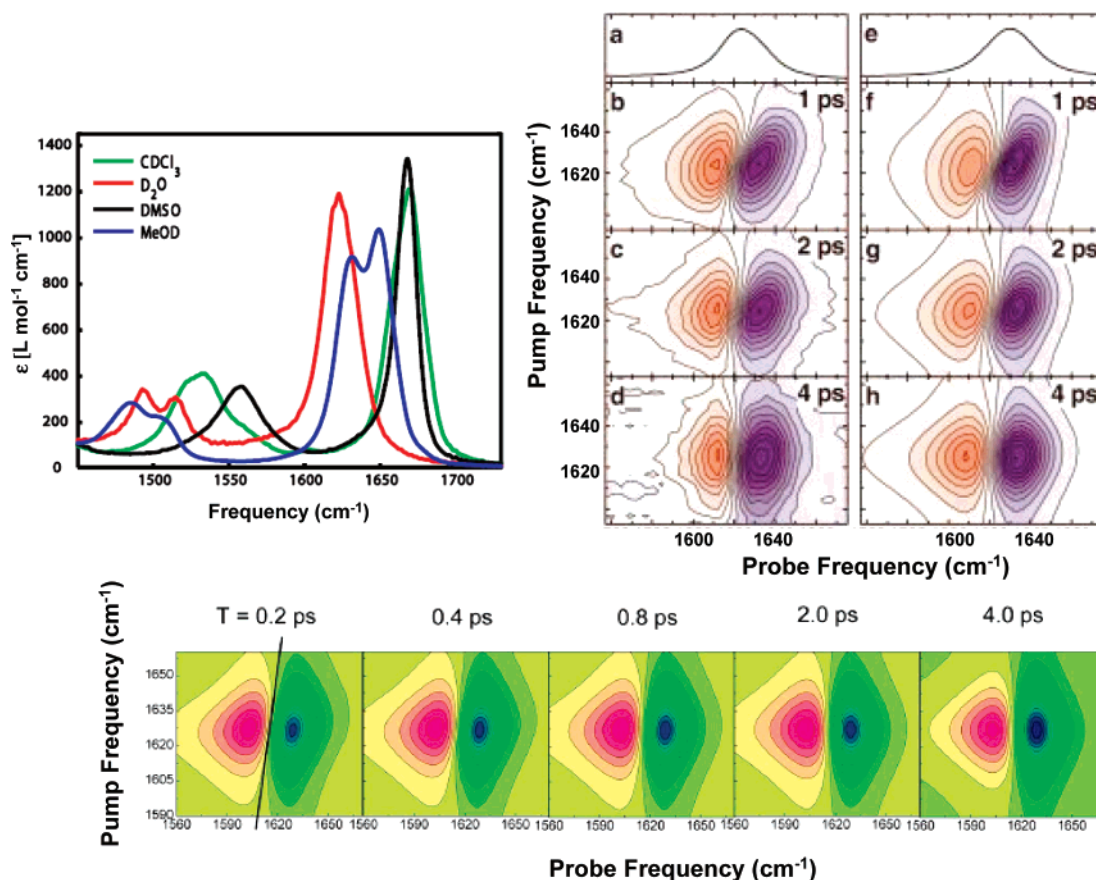 1400
1200
1000
800
600
400
200
0
ε [L mol⁻¹ cm⁻¹]
CDCl₃
D₂O
DMSO
MeOD
1500 1550 1600 1650 1700
Frequency (cm⁻¹)
a
e
b 1 ps
f 1 ps
c 2 ps
g 2 ps
d 4 ps
h 4 ps
1640
1620
1640
1620
1640
1620
Pump Frequency (cm⁻¹)
1600 1640 1600 1640
Probe Frequency (cm⁻¹)
T = 0.2 ps 0.4 ps 0.8 ps 2.0 ps 4.0 ps
Pump Frequency (cm⁻¹)
1650
1635
1620
1605
1590
1560 1590 1620 1650 1560 1590 1620 1650 1560 1590 1620 1650 1560 1590 1620 1650 1560 1590 1620 1650
Probe Frequency (cm⁻¹)